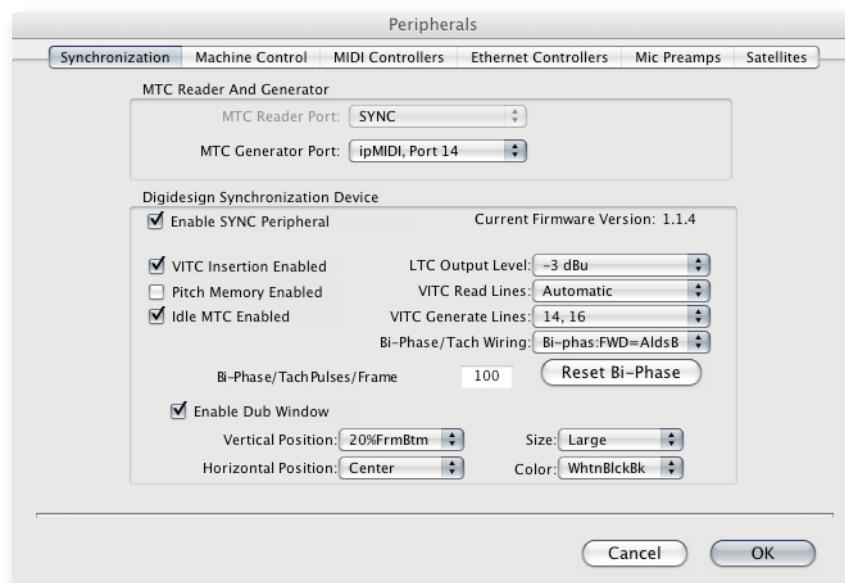 Peripherals
Synchronization Machine Control MIDI Controllers Ethernet Controllers Mic Preamps Satellites
MTC Reader And Generator
MTC Reader Port: SYNC
MTC Generator Port: ipMIDI, Port 14
Digidesign Synchronization Device
Enable SYNC Peripheral Current Firmware Version: 1.1.4
VITC Insertion Enabled LTC Output Level: -3 dBu
Pitch Memory Enabled VITC Read Lines: Automatic
Idle MTC Enabled VITC Generate Lines: 14, 16
Bi-Phase/Tach Wiring: Bi-phas:FWD=AldsB
Bi-Phase/TachPulses/Frame 100 Reset Bi-Phase
Enable Dub Window
Vertical Position: 20%FrmBtm Size: Large
Horizontal Position: Center Color: WhtnBlckBk
Cancel OK